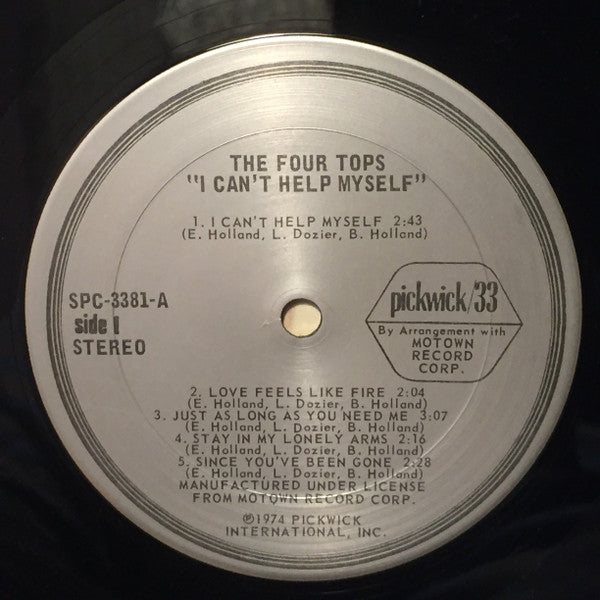 THE FOUR TOPS
"I CAN'T HELP MYSELF"
1. I CAN'T HELP MYSELF 2:43
(E. Holland, L. Dozier, B. Holland)
SPC-3381-A
side 1
STEREO
pickwick/33
By Arrangement with
MOTOWN
RECORD
CORP.
2. LOVE FEELS LIKE FIRE 2:04
(E. Holland, L. Dozier, B. Holland)
3. JUST AS LONG AS YOU NEED ME 3:07
(E. Holland, L. Dozier, B. Holland)
4. STAY IN MY LONELY ARMS 2:16
(E. Holland, L. Dozier, B. Holland)
5. SINCE YOU'VE BEEN GONE 2:28
(E. Holland, L. Dozier, B. Holland)
MANUFACTURED UNDER LICENSE
FROM MOTOWN RECORD CORP.
℗1974 PICKWICK
INTERNATIONAL, INC.